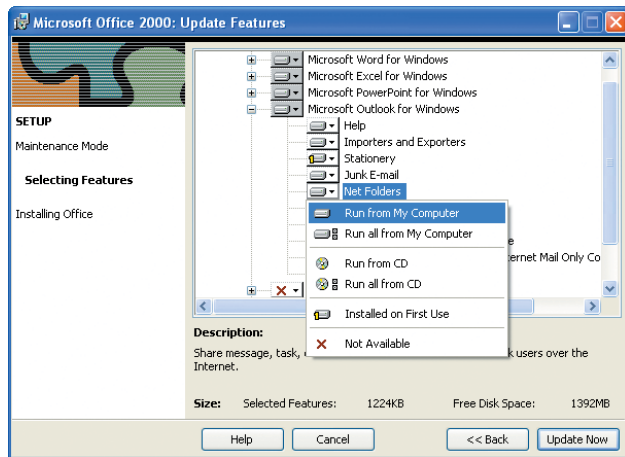 Microsoft Office 2000: Update Features
SETUP
Maintenance Mode
Selecting Features
Installing Office
Microsoft Word for Windows
Microsoft Excel for Windows
Microsoft PowerPoint for Windows
Microsoft Outlook for Windows
Help
Importers and Exporters
Stationery
Junk E-mail
Net Folders
Run from My Computer
Run all from My Computer
Run from CD
ernet Mail Only Co
Run all from CD
Installed on First Use
Not Available
Description:
Share message, task, k users over the
Internet.
Size: Selected Features: 1224KB Free Disk Space: 1392MB
Help Cancel << Back Update Now